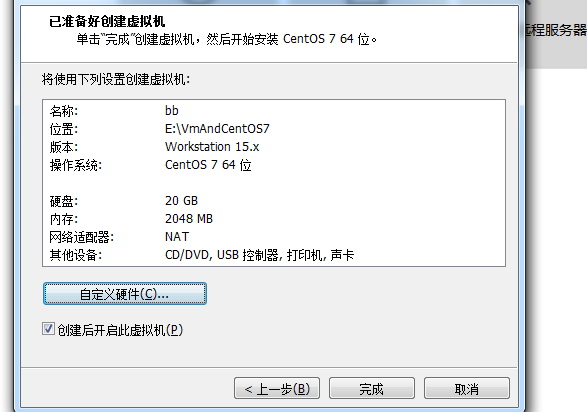 已准备好创建虚拟机
单击“完成”创建虚拟机，然后开始安装 CentOS 7 64 位。
程服务器
将使用下列设置创建虚拟机:
名称: bb
位置: E:\VmAndCentOS7
版本: Workstation 15.x
操作系统: CentOS 7 64 位
硬盘: 20 GB
内存: 2048 MB
网络适配器: NAT
其他设备: CD/DVD, USB 控制器, 打印机, 声卡
自定义硬件(C)...
创建后开启此虚拟机(P)
< 上一步(B) 完成 取消